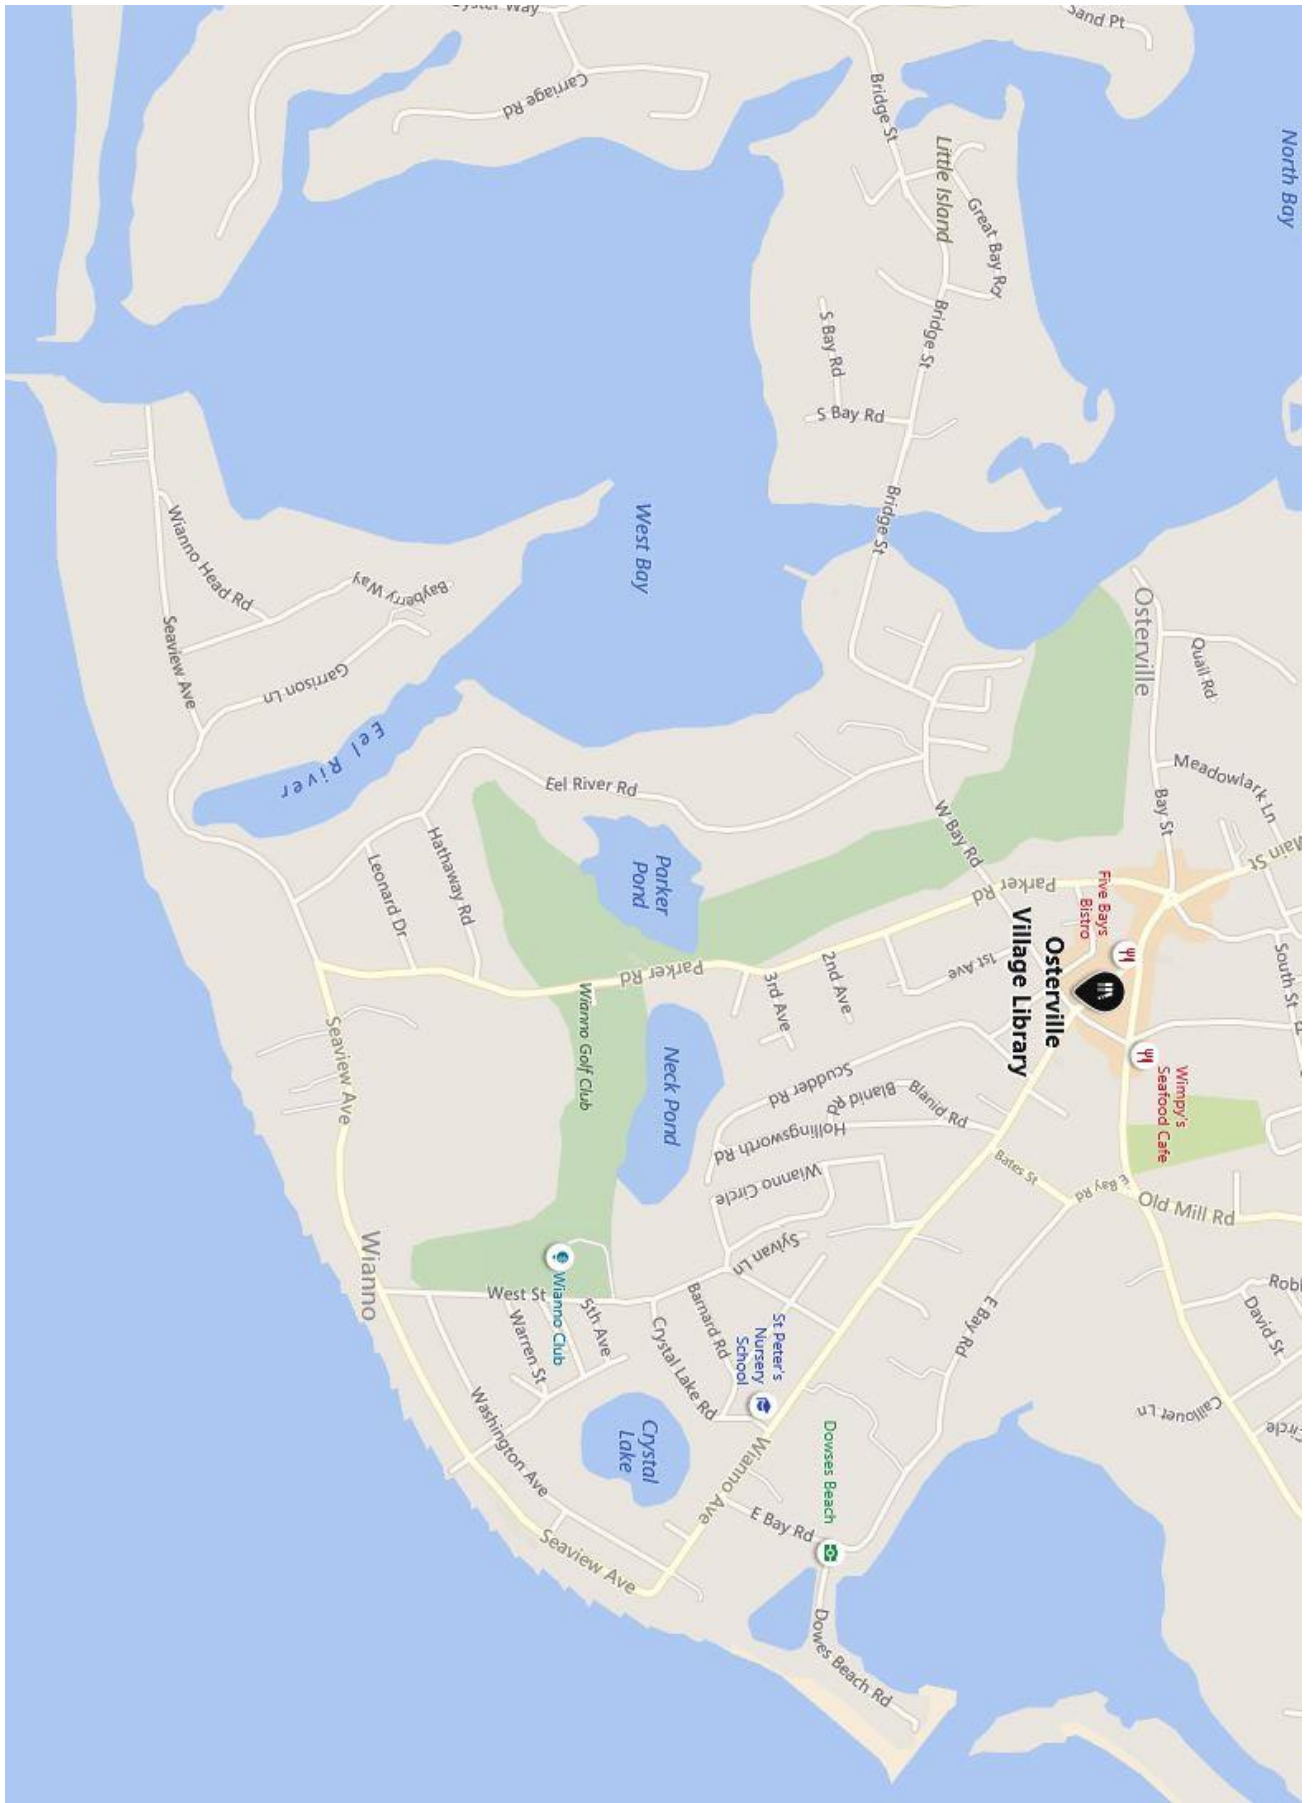 North Bay
Main St
South St
David St
Meadowlark Ln
Quail Rd
Old Mill Rd
Caillouet Ln
Wimpy's
Seafood Cafe
Bay St
Osterville
Sand Pt
Five Bays
Bistro
E Bay Rd
Osterville
Village Library
Parker Rd
Bates St
Great Bay Rd
Little Island
1st Ave
W Bay Rd
Blanid Rd
E Bay Rd
Bridge St
Bridge St
Bridge St
Blanid Rd
2nd Ave
Scudder Rd
Hollingsworth Rd
S Bay Rd
S Bay Rd
Dowses Beach
Dowes Beach Rd
3rd Ave
Wianno Circle
Sylvan Ln
St Peter's
Nursery
School
E Bay Rd
Wianno Ave
Barnard Rd
Crystal Lake Rd
Parker Rd
Neck Pond
Parker
Pond
West Bay
Crystal
Lake
Eel River Rd
5th Ave
Wianno Golf Club
Wianno Club
West St
Warren St
Seaview Ave
Washington Ave
Carriage Rd
Hathaway Rd
Leonard Dr
Bayberry Way
Eel River
Garrison Ln
Wianno
Seaview Ave
Wianno Head Rd
Seaview Ave